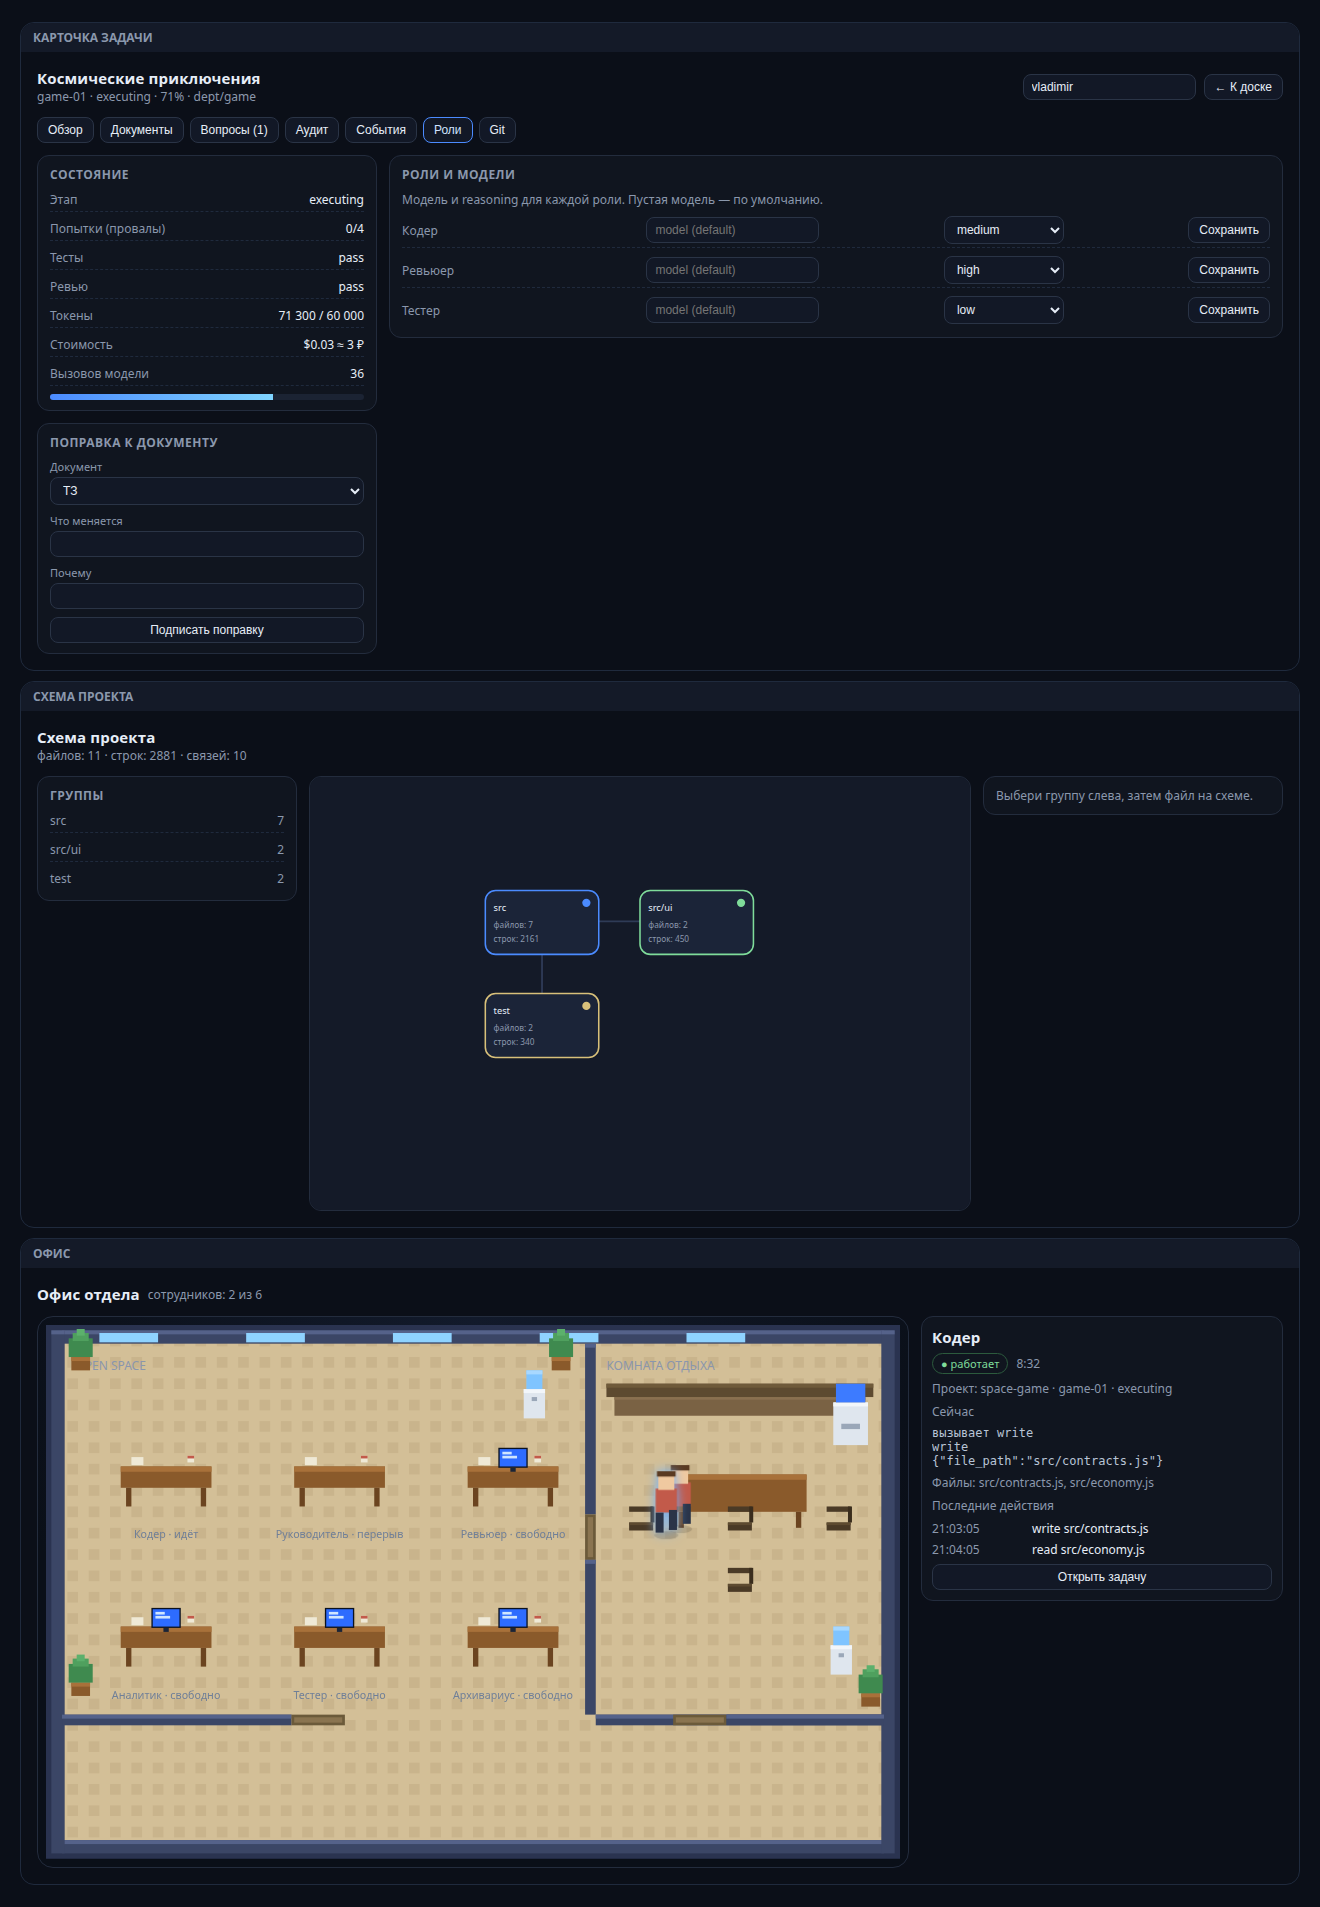 КАРТОЧКА ЗАДАЧИ
Космические приключения
game-01 · executing · 71% · dept/game
vladimir
← К доске
Обзор
Документы
Вопросы (1)
Аудит
События
Роли
Git
СОСТОЯНИЕ
Этап executing
Попытки (провалы) 0/4
Тесты pass
Ревью pass
Токены 71 300 / 60 000
Стоимость $0.03 ≈ 3 ₽
Вызовов модели 36
РОЛИ И МОДЕЛИ
Модель и reasoning для каждой роли. Пустая модель — по умолчанию.
Кодер model (default) medium Сохранить
Ревьюер model (default) high Сохранить
Тестер model (default) low Сохранить
ПОПРАВКА К ДОКУМЕНТУ
Документ
ТЗ
Что меняется
Почему
Подписать поправку
СХЕМА ПРОЕКТА
Схема проекта
файлов: 11 · строк: 2881 · связей: 10
ГРУППЫ
src 7
src/ui 2
test 2
src
файлов: 7
строк: 2161
src/ui
файлов: 2
строк: 450
test
файлов: 2
строк: 340
Выбери группу слева, затем файл на схеме.
ОФИС
Офис отдела сотрудников: 2 из 6
PEN SPACE
КОМНАТА ОТДЫХА
Кодер · идёт
Руководитель · перерыв
Ревьюер · свободно
Аналитик · свободно
Тестер · свободно
Архивариус · свободно
Кодер
● работает 8:32
Проект: space-game · game-01 · executing
Сейчас
вызывает write
write
{"file_path":"src/contracts.js"}
Файлы: src/contracts.js, src/economy.js
Последние действия
21:03:05 write src/contracts.js
21:04:05 read src/economy.js
Открыть задачу